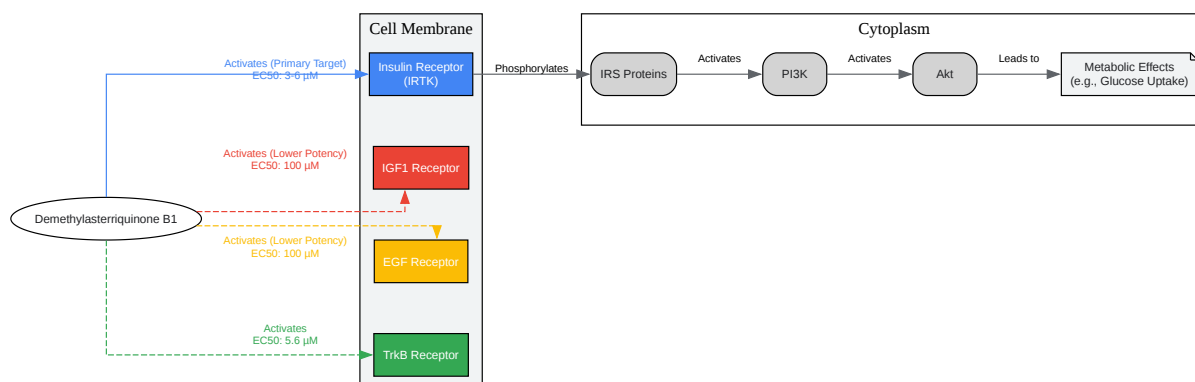 Cell Membrane
Cytoplasm
Activates (Primary Target)
EC50: 3-6 µM
Insulin Receptor
(IRTK)
Phosphorylates
IRS Proteins
Activates
PI3K
Activates
Akt
Leads to
Metabolic Effects
(e.g., Glucose Uptake)
Activates (Lower Potency)
EC50: 100 µM
IGF1 Receptor
Demethylasterriquinone B1
Activates (Lower Potency)
EC50: 100 µM
EGF Receptor
Activates
EC50: 5.6 µM
TrkB Receptor